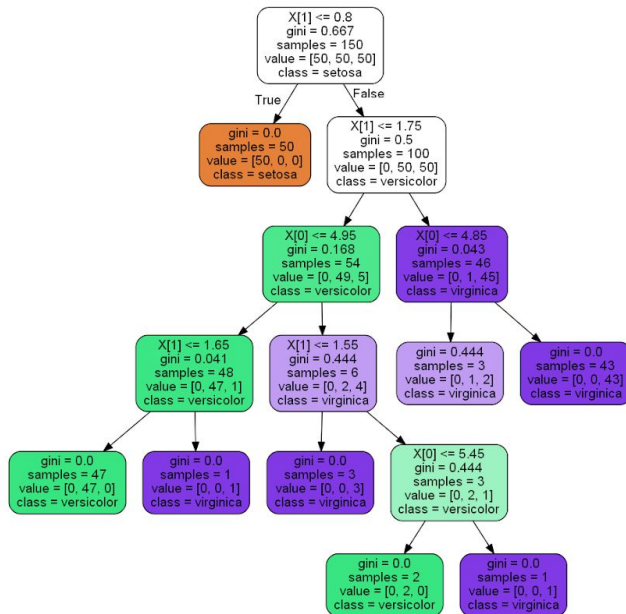 X[1] <= 0.8
gini = 0.667
samples = 150
value = [50, 50, 50]
class = setosa
True
False
gini = 0.0
samples = 50
value = [50, 0, 0]
class = setosa
X[1] <= 1.75
gini = 0.5
samples = 100
value = [0, 50, 50]
class = versicolor
X[0] <= 4.95
gini = 0.168
samples = 54
value = [0, 49, 5]
class = versicolor
X[0] <= 4.85
gini = 0.043
samples = 46
value = [0, 1, 45]
class = virginica
X[1] <= 1.65
gini = 0.041
samples = 48
value = [0, 47, 1]
class = versicolor
X[1] <= 1.55
gini = 0.444
samples = 6
value = [0, 2, 4]
class = virginica
gini = 0.444
samples = 3
value = [0, 1, 2]
class = virginica
gini = 0.0
samples = 43
value = [0, 0, 43]
class = virginica
gini = 0.0
samples = 47
value = [0, 47, 0]
class = versicolor
gini = 0.0
samples = 1
value = [0, 0, 1]
class = virginica
gini = 0.0
samples = 3
value = [0, 0, 3]
class = virginica
X[0] <= 5.45
gini = 0.444
samples = 3
value = [0, 2, 1]
class = versicolor
gini = 0.0
samples = 2
value = [0, 2, 0]
class = versicolor
gini = 0.0
samples = 1
value = [0, 0, 1]
class = virginica